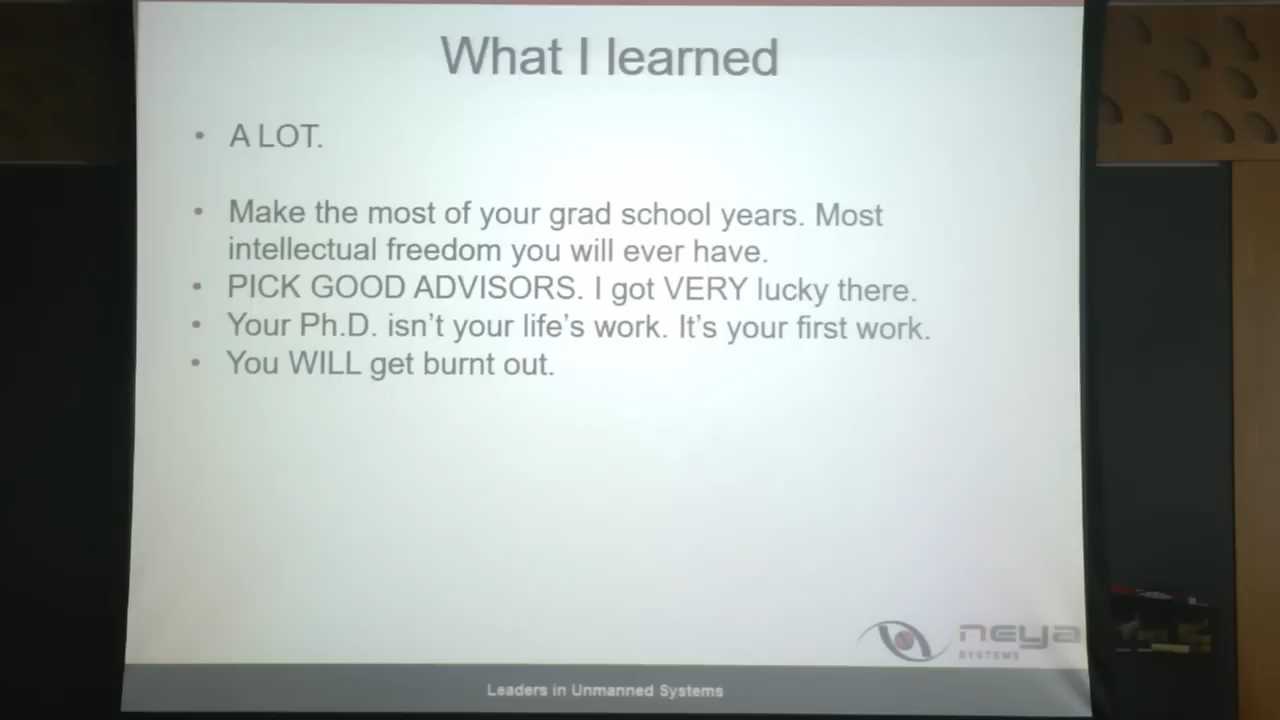 What I learned
• A LOT.
• Make the most of your grad school years. Most
intellectual freedom you will ever have.
• PICK GOOD ADVISORS. I got VERY lucky there.
• Your Ph.D. isn't your life's work. It's your first work.
• You WILL get burnt out.
neya
SYSTEMS
Leaders in Unmanned Systems